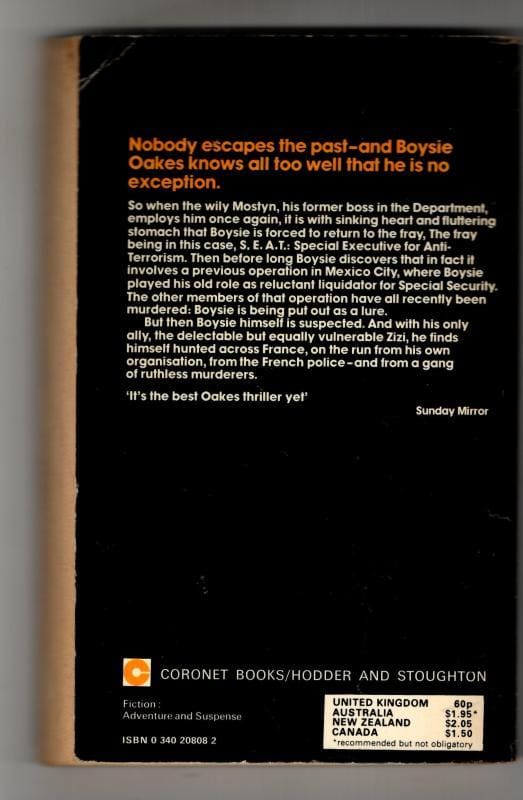 Nobody escapes the past–and Boysie
Oakes knows all too well that he is no
exception.
So when the wily Mostyn, his former boss in the Department,
employs him once again, it is with sinking heart and fluttering
stomach that Boysie is forced to return to the fray, The fray
being in this case, S. E. A.T.: Special Executive for Anti-
Terrorism. Then before long Boysie discovers that in fact it
involves a previous operation in Mexico City, where Boysie
played his old role as reluctant liquidator for Special Security.
The other members of that operation have all recently been
murdered: Boysie is being put out as a lure.
But then Boysie himself is suspected. And with his only
ally, the delectable but equally vulnerable Zizi, he finds
himself hunted across France, on the run from his own
organisation, from the French police–and from a gang
of ruthless murderers.
'It's the best Oakes thriller yet'
Sunday Mirror
CORONET BOOKS/HODDER AND STOUGHTON
Fiction:
Adventure and Suspense
ISBN 0 340 20808 2
UNITED KINGDOM 60p
AUSTRALIA $1.95*
NEW ZEALAND $2.05
CANADA $1.50
*recommended but not obligatory